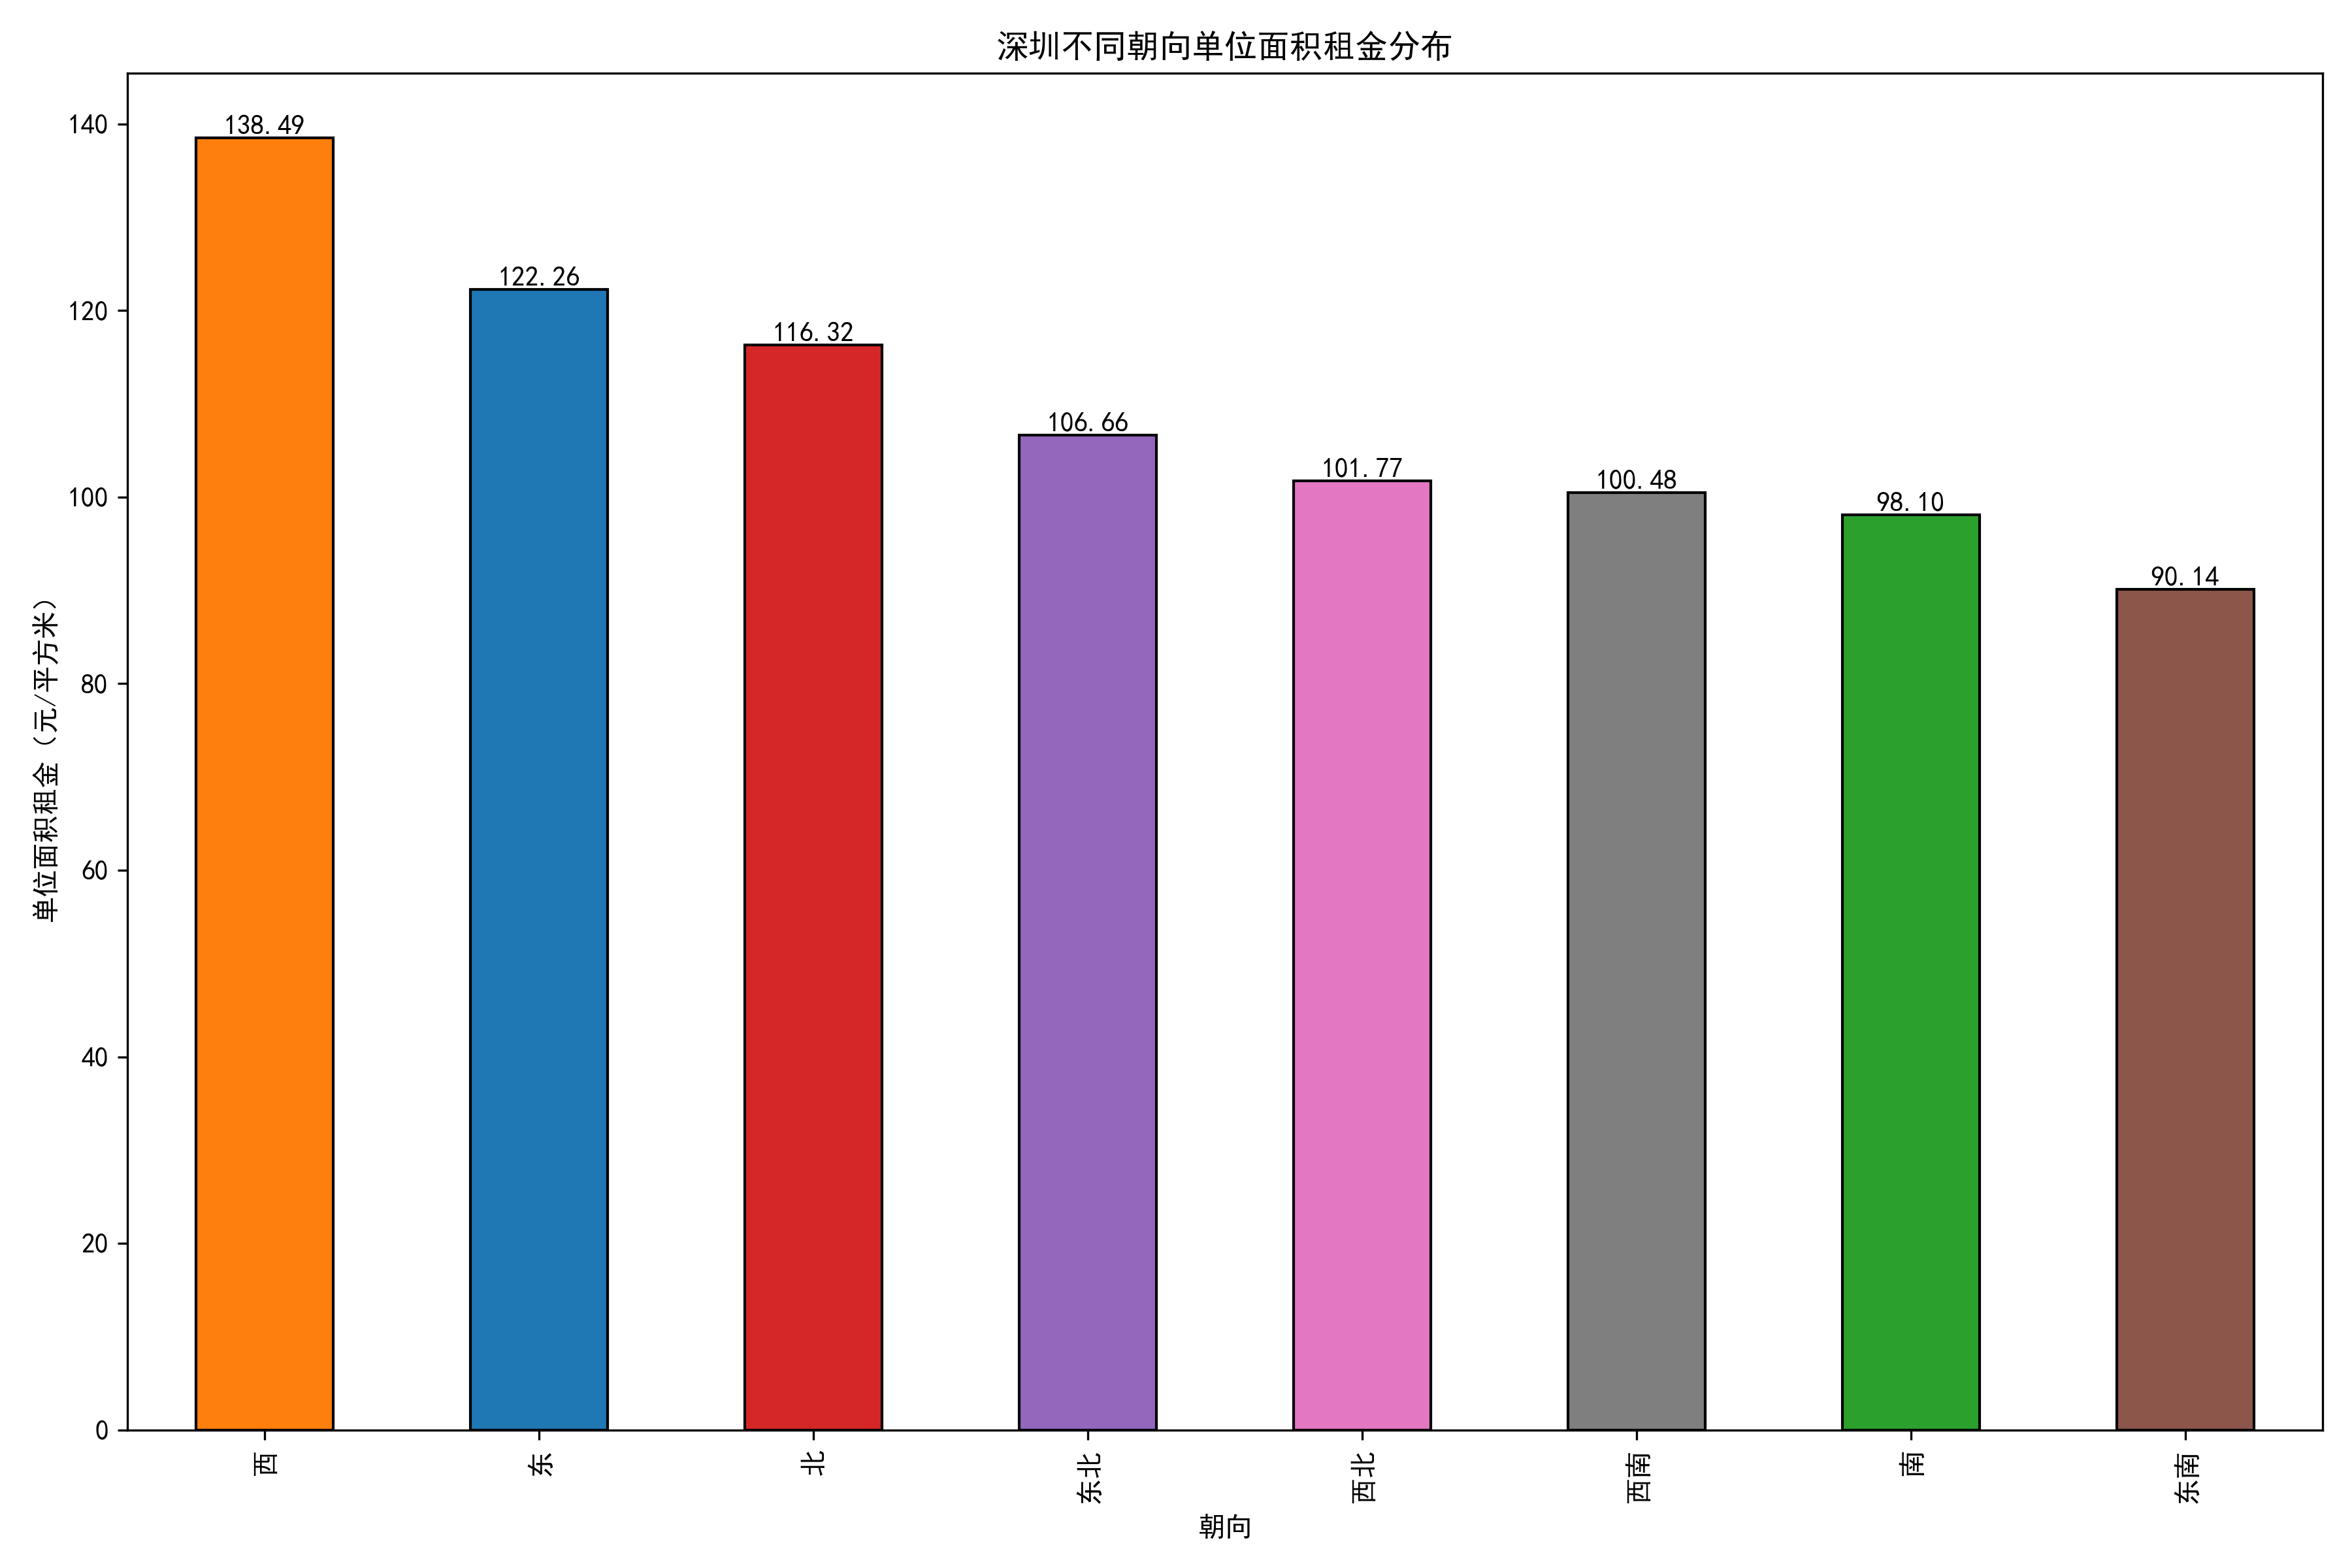 深圳不同朝向单位面积租金分布
单位面积租金（元/平方米）
140
120
100
80
60
40
20
0
138.49
122.26
116.32
106.66
101.77
100.48
98.10
90.14
西
东
北
东北
西北
西南
南
东南
朝向